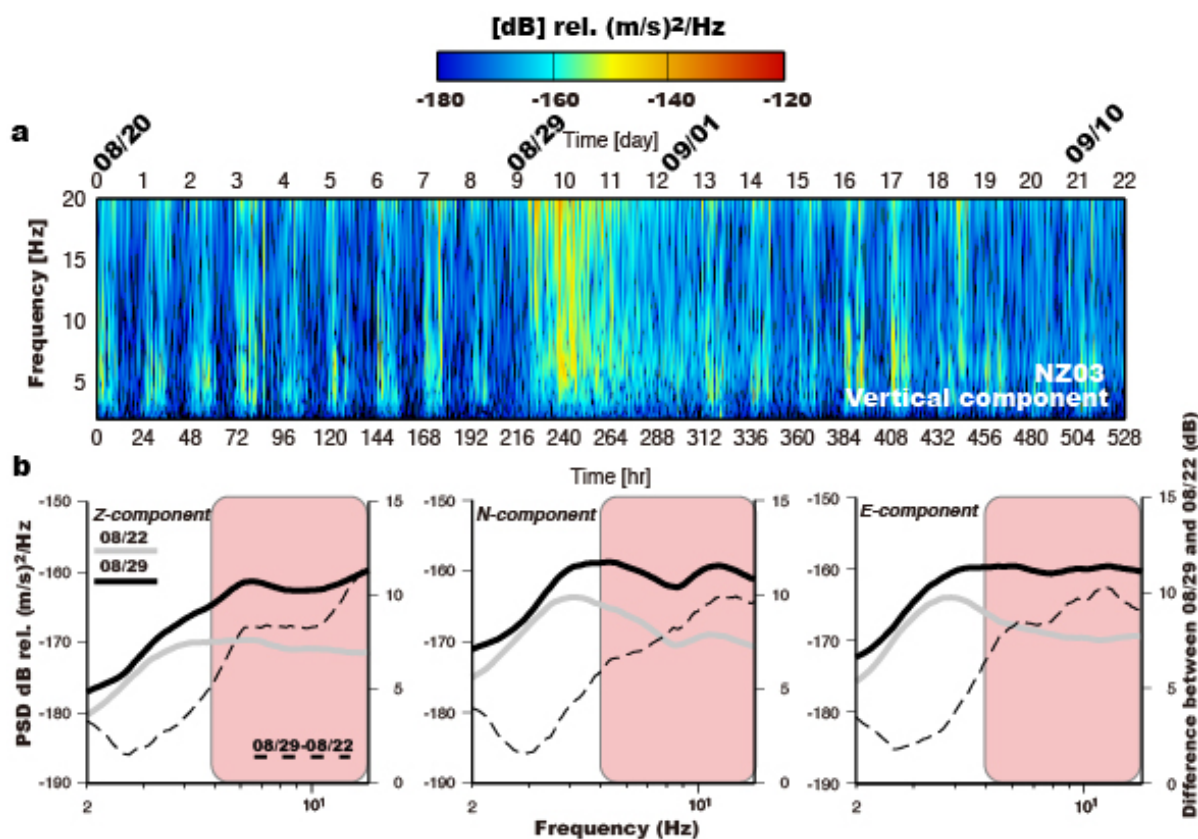 [dB] rel. (m/s)²/Hz
-180 -160 -140 -120
a
08/20 08/29 09/01 09/10
Time [day]
0 1 2 3 4 5 6 7 8 9 10 11 12 13 14 15 16 17 18 19 20 21 22
Frequency [Hz]
20
15
10
5
NZ03
Vertical component
0 24 48 72 96 120 144 168 192 216 240 264 288 312 336 360 384 408 432 456 480 504 528
Time [hr]
b
PSD dB rel. (m/s)²/Hz
-150
-160
-170
-180
-190
Z-component
08/22
08/29
08/29-08/22
15
10
5
0
2 10¹
-150
-160
-170
-180
-190
N-component
15
10
5
0
2 10¹
-150
-160
-170
-180
-190
E-component
15
10
5
0
2 10¹
Difference between 08/29 and 08/22 (dB)
Frequency (Hz)